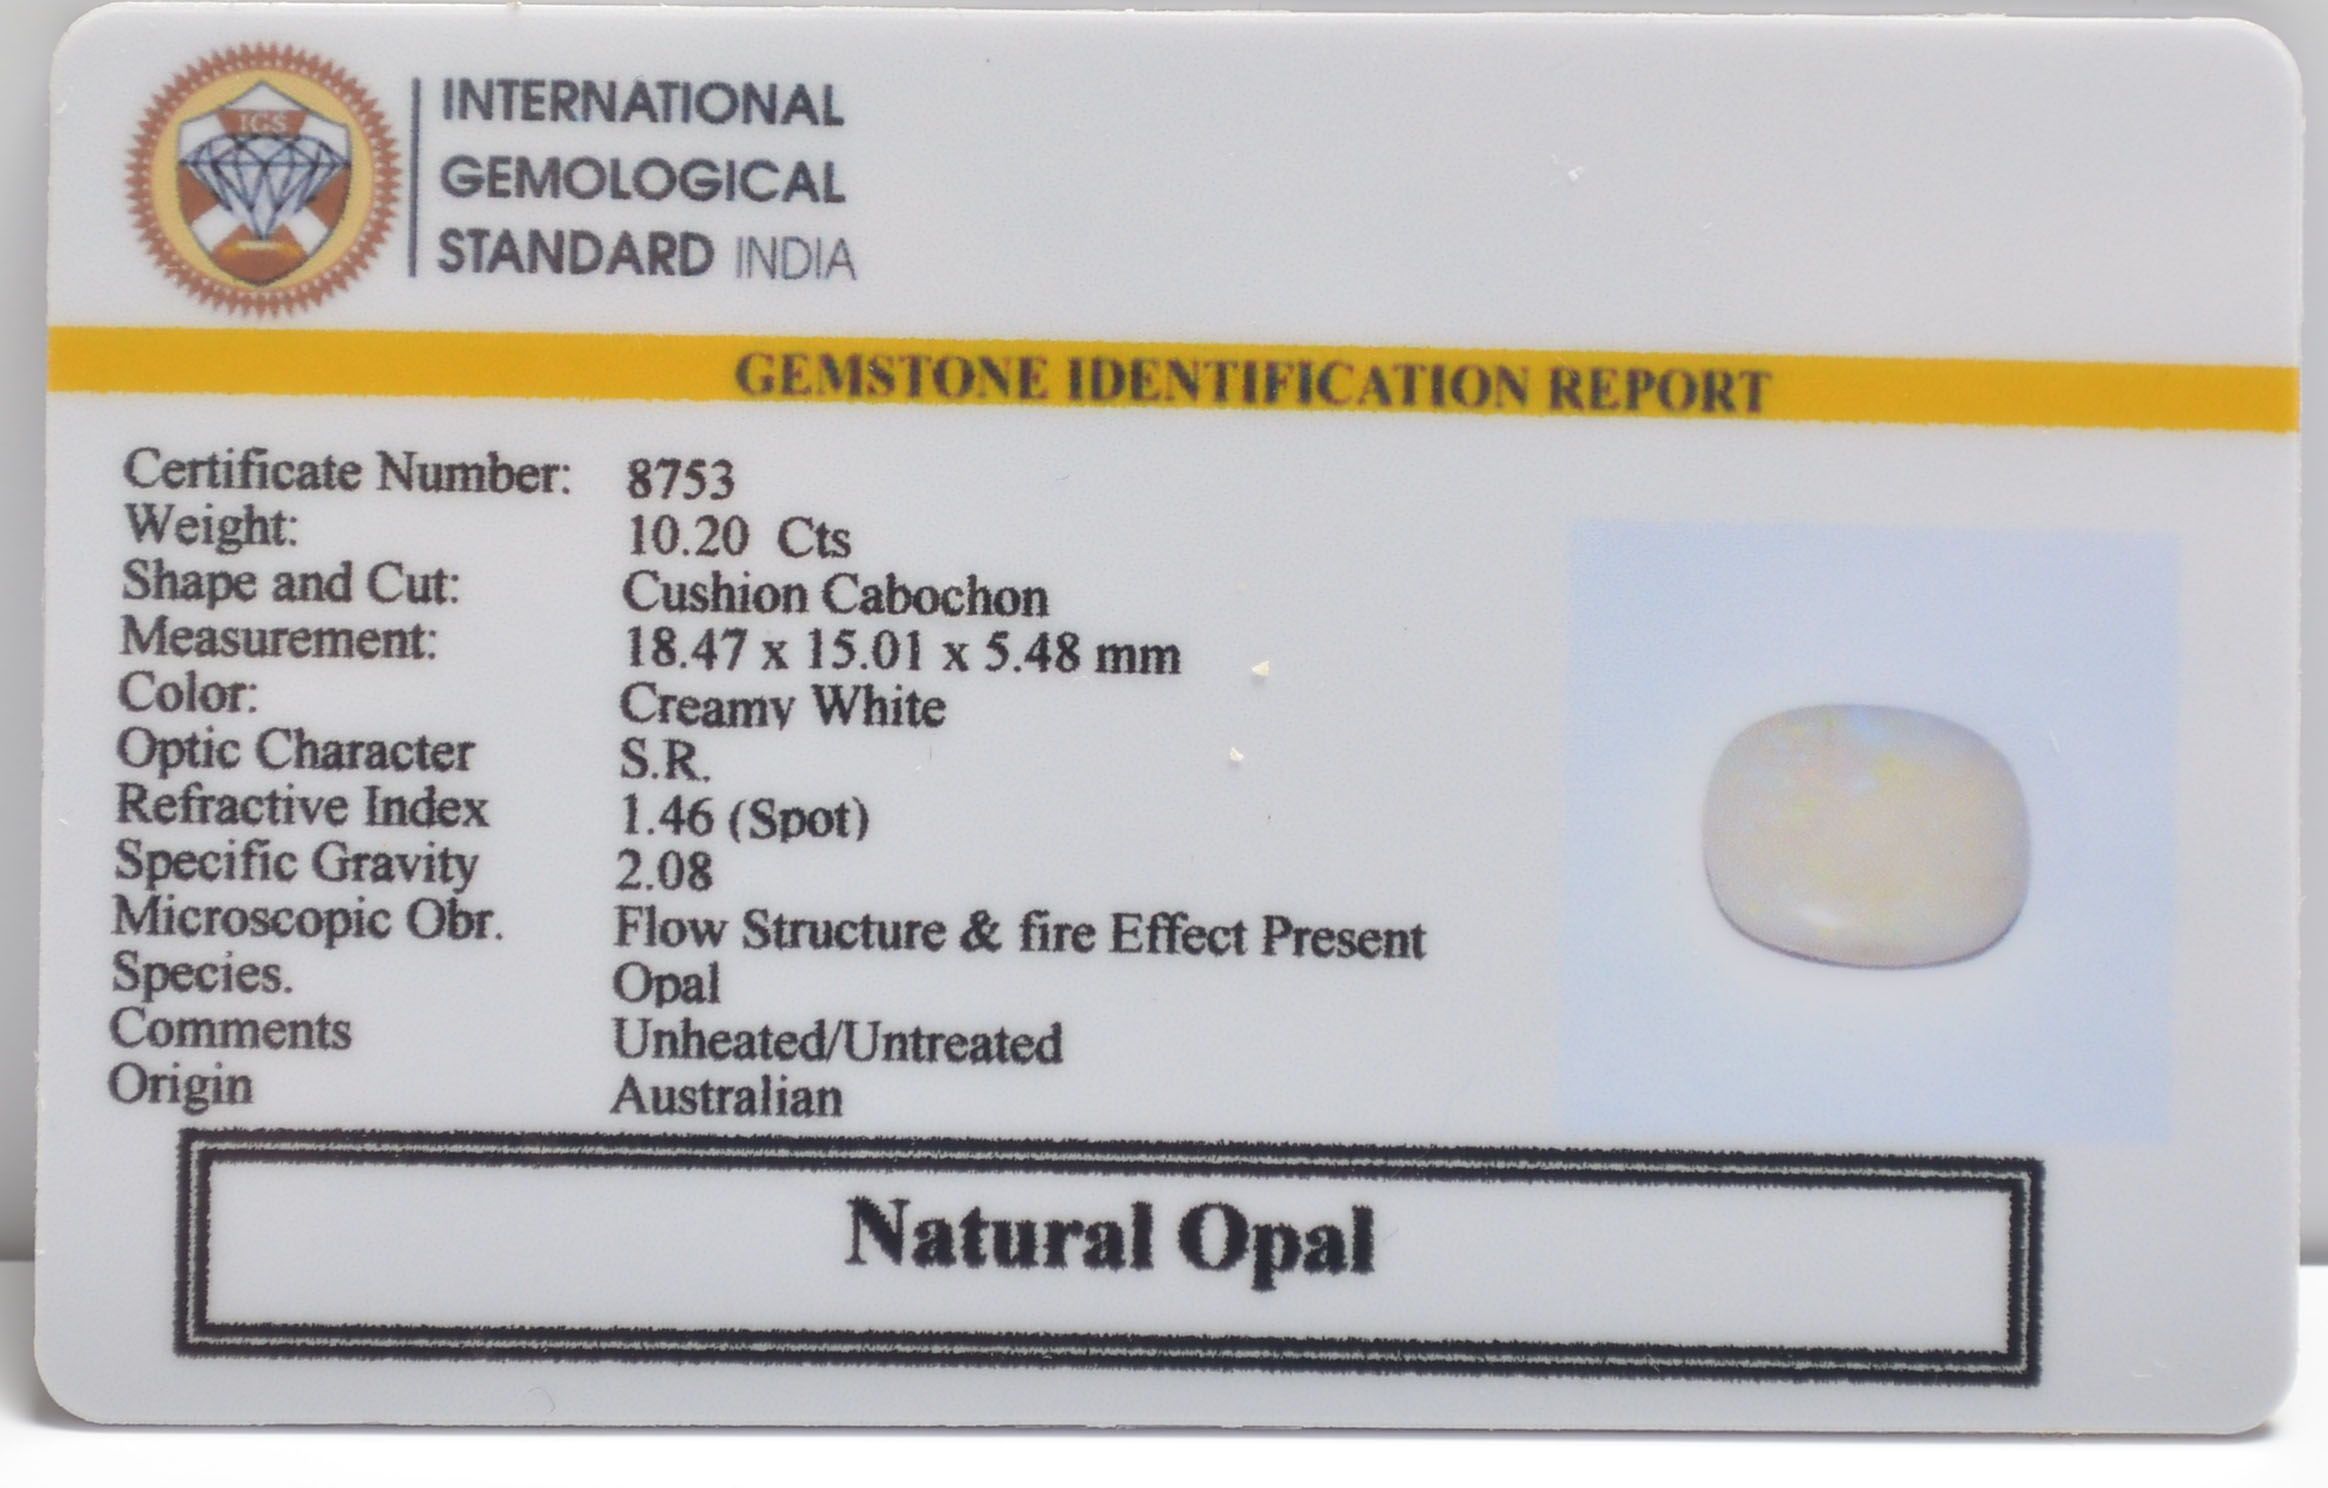 IGS
INTERNATIONAL
GEMOLOGICAL
STANDARD INDIA
GEMSTONE IDENTIFICATION REPORT
Certificate Number: 8753
Weight: 10.20 Cts
Shape and Cut: Cushion Cabochon
Measurement: 18.47 x 15.01 x 5.48 mm
Color: Creamy White
Optic Character S.R.
Refractive Index 1.46 (Spot)
Specific Gravity 2.08
Microscopic Obr. Flow Structure & fire Effect Present
Species. Opal
Comments Unheated/Untreated
Origin Australian
Natural Opal